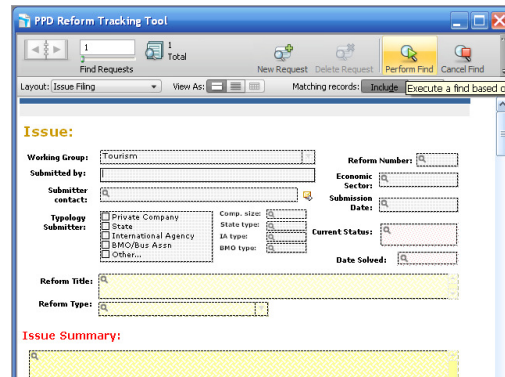 PPD Reform Tracking Tool
1
1
Total
Find Requests
New Request Delete Request Perform Find Cancel Find
Layout: Issue Filing View As: Matching records: Include Execute a find based o
Issue:
Working Group: Tourism Reform Number:
Submitted by: Economic Sector:
Submitter contact: Submission Date:
Typology Submitter: Private Company Comp. size:
State State type:
International Agency IA type: Current Status:
BMO/Bus Assn BMO type:
Other...
Date Solved:
Reform Title:
Reform Type:
Issue Summary: